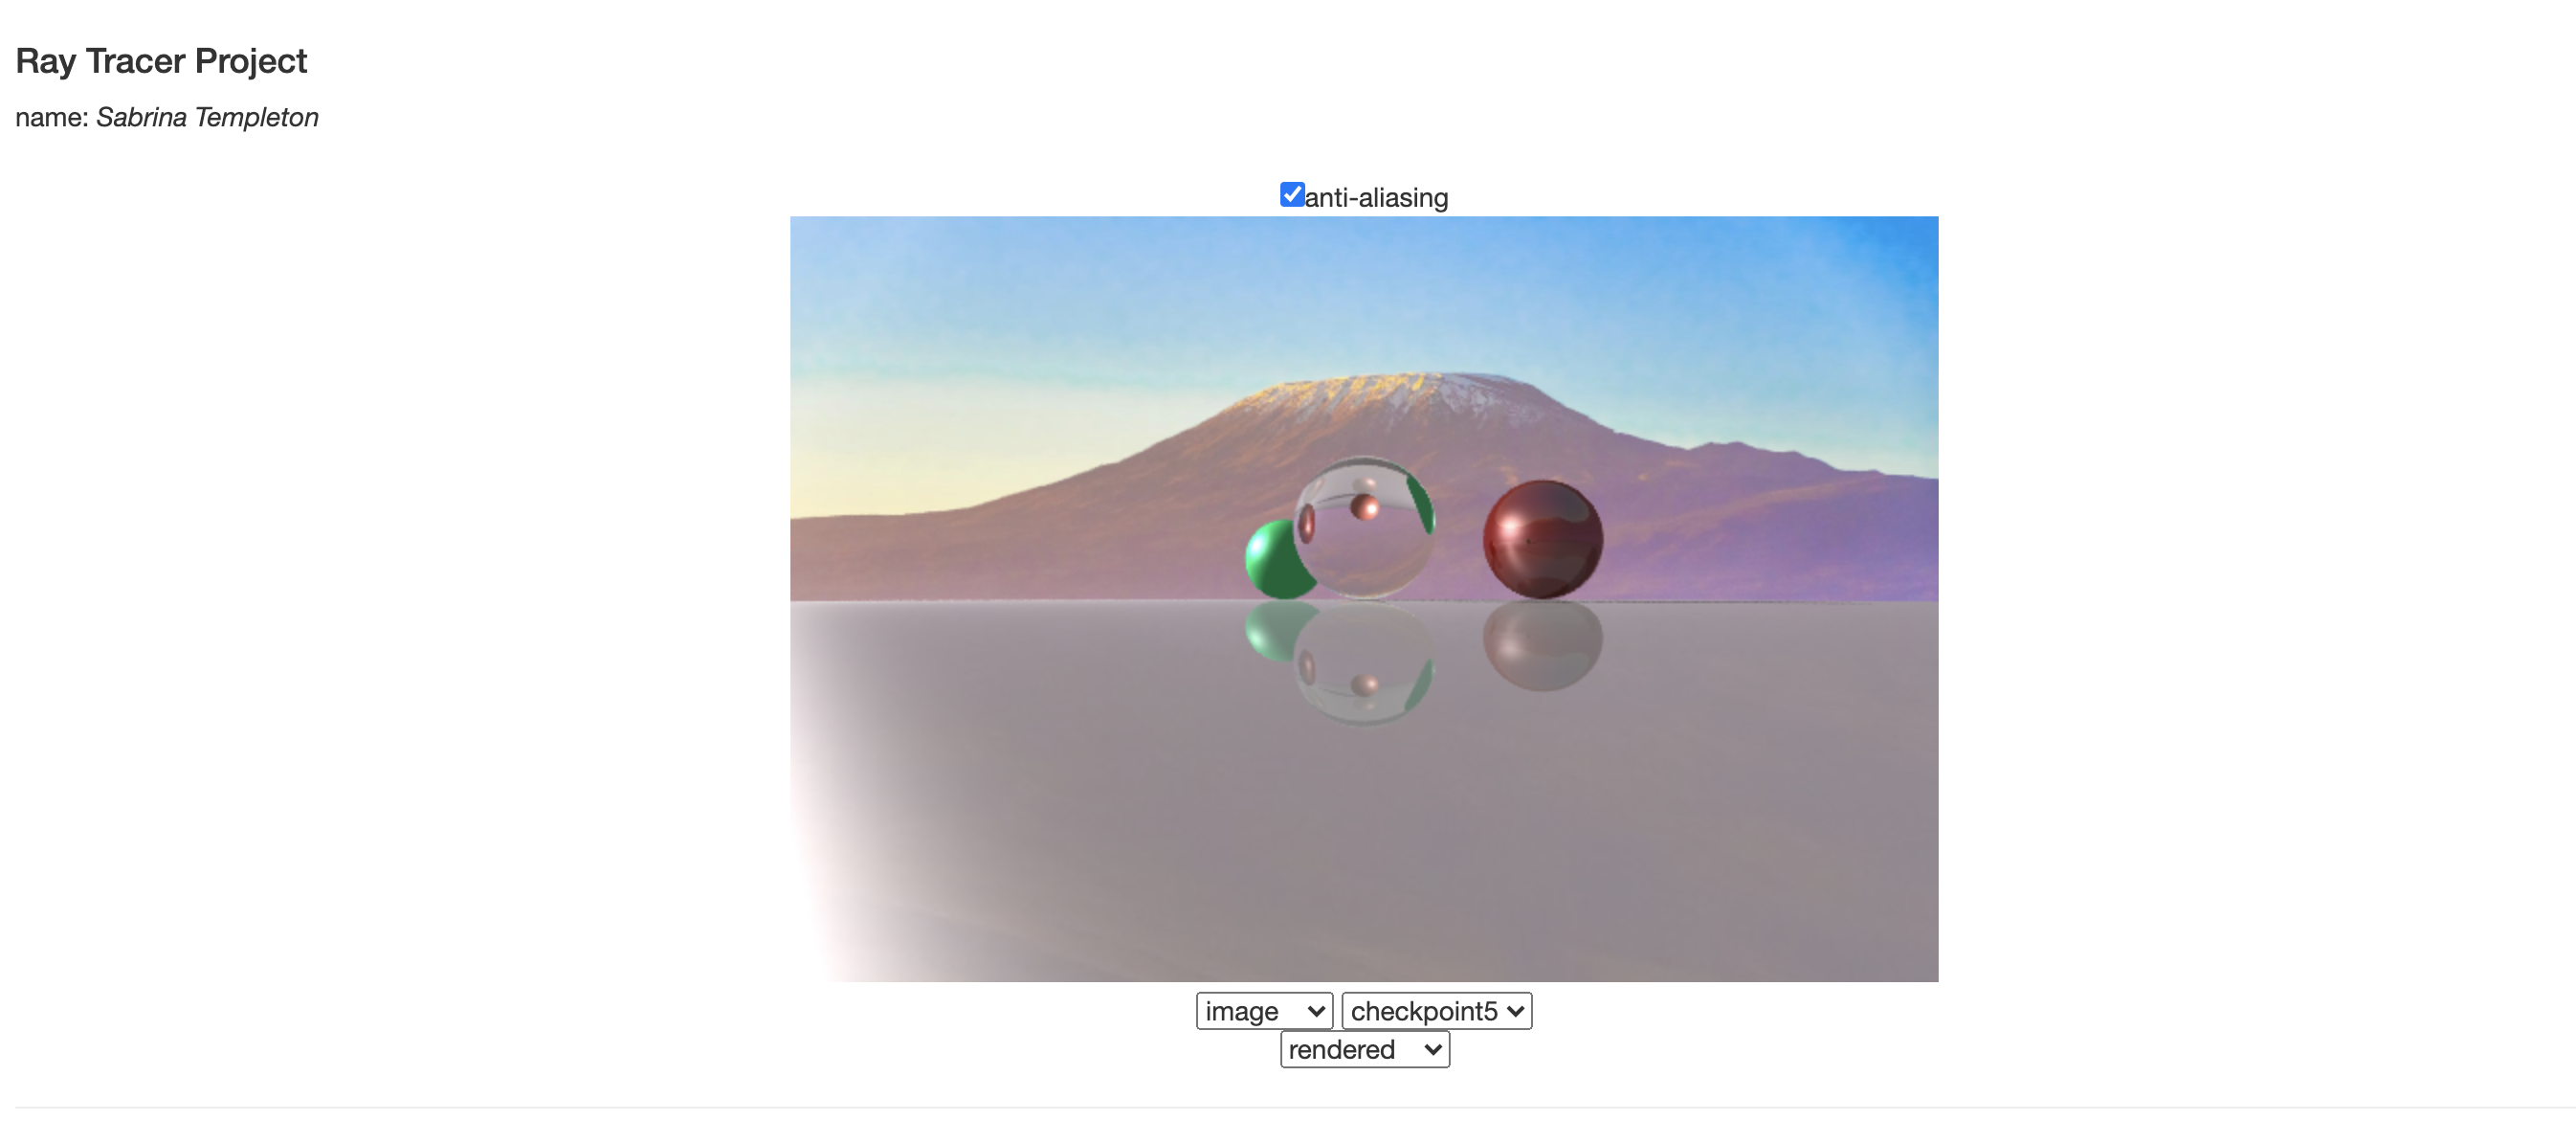 Ray Tracer Project
name: Sabrina Templeton
anti-aliasing
image checkpoint5
rendered